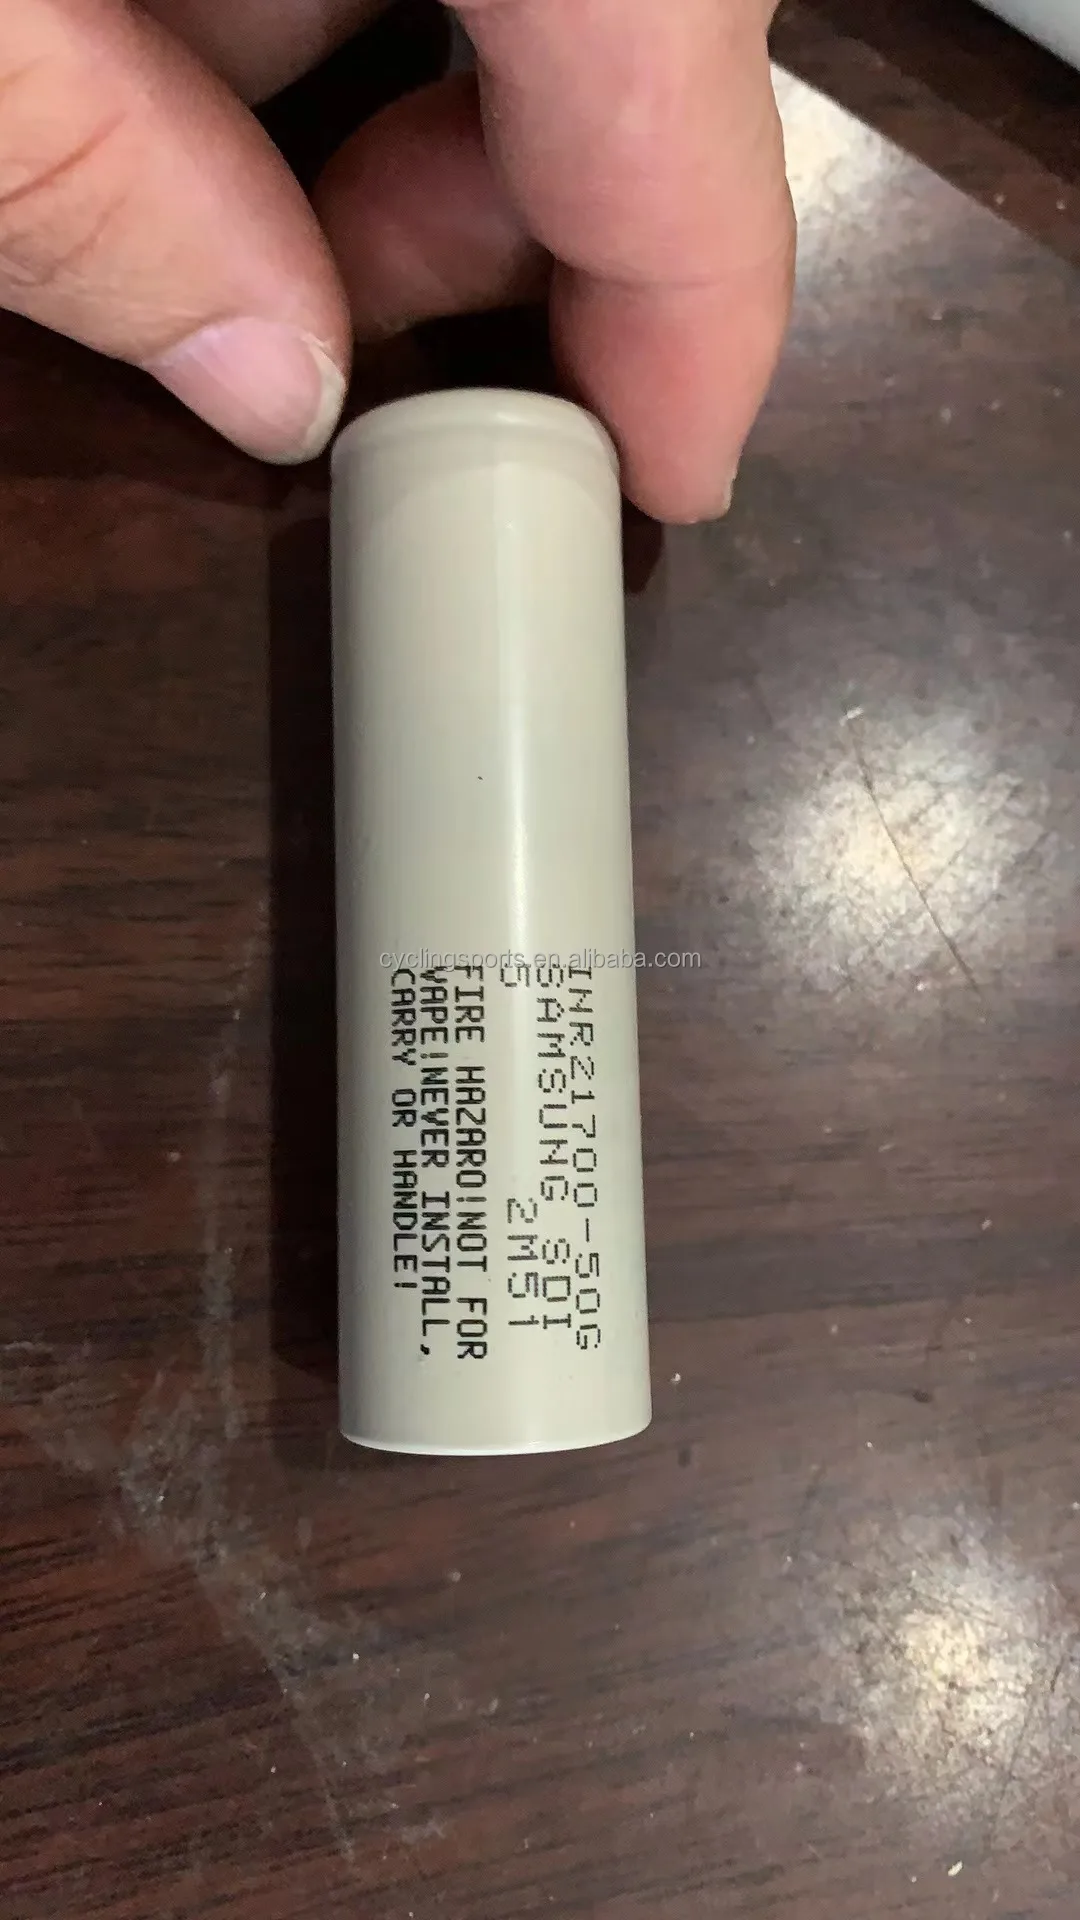 cyclingsports.en.alibaba.com
INR21700-50G
SAMSUNG SDI
5 2M51
FIRE HAZARD!NOT FOR
VAPE!NEVER INSTALL,
CARRY OR HANDLE!